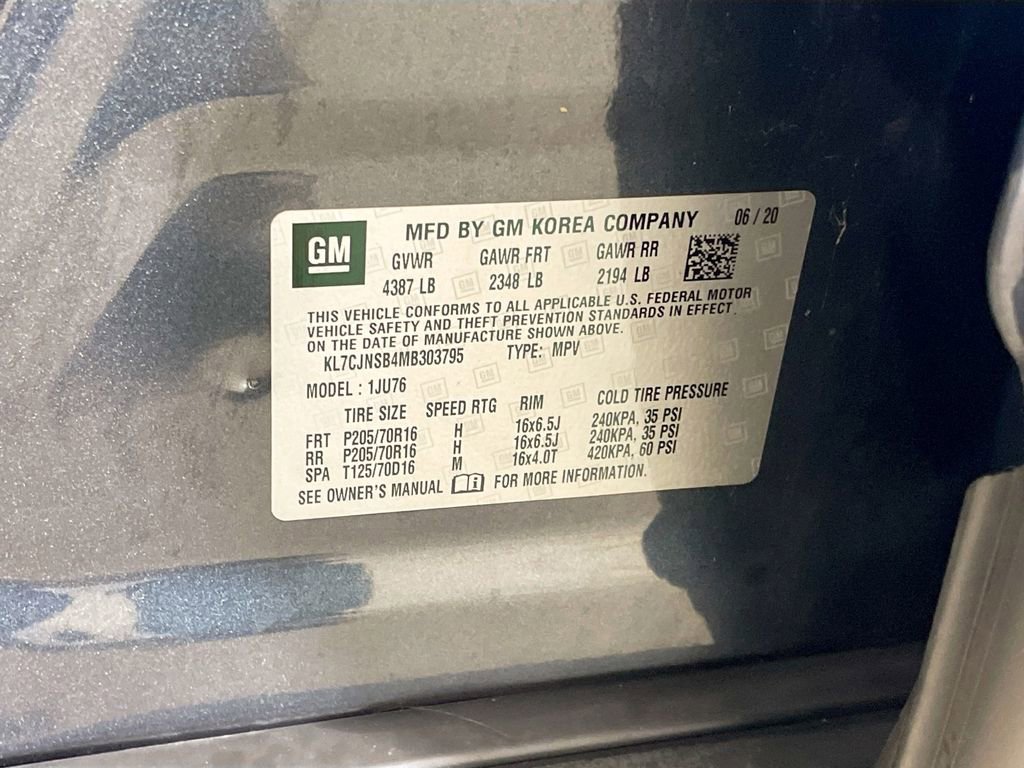 GM
MFD BY GM KOREA COMPANY 06 / 20
GVWR GAWR FRT GAWR RR
4387 LB 2348 LB 2194 LB
THIS VEHICLE CONFORMS TO ALL APPLICABLE U.S. FEDERAL MOTOR
VEHICLE SAFETY AND THEFT PREVENTION STANDARDS IN EFFECT
ON THE DATE OF MANUFACTURE SHOWN ABOVE.
KL7CJNSB4MB303795 TYPE: MPV
MODEL : 1JU76
TIRE SIZE SPEED RTG RIM COLD TIRE PRESSURE
FRT P205/70R16 H 16x6.5J 240KPA, 35 PSI
RR P205/70R16 H 16x6.5J 240KPA, 35 PSI
SPA T125/70D16 M 16x4.0T 420KPA, 60 PSI
SEE OWNER'S MANUAL FOR MORE INFORMATION.